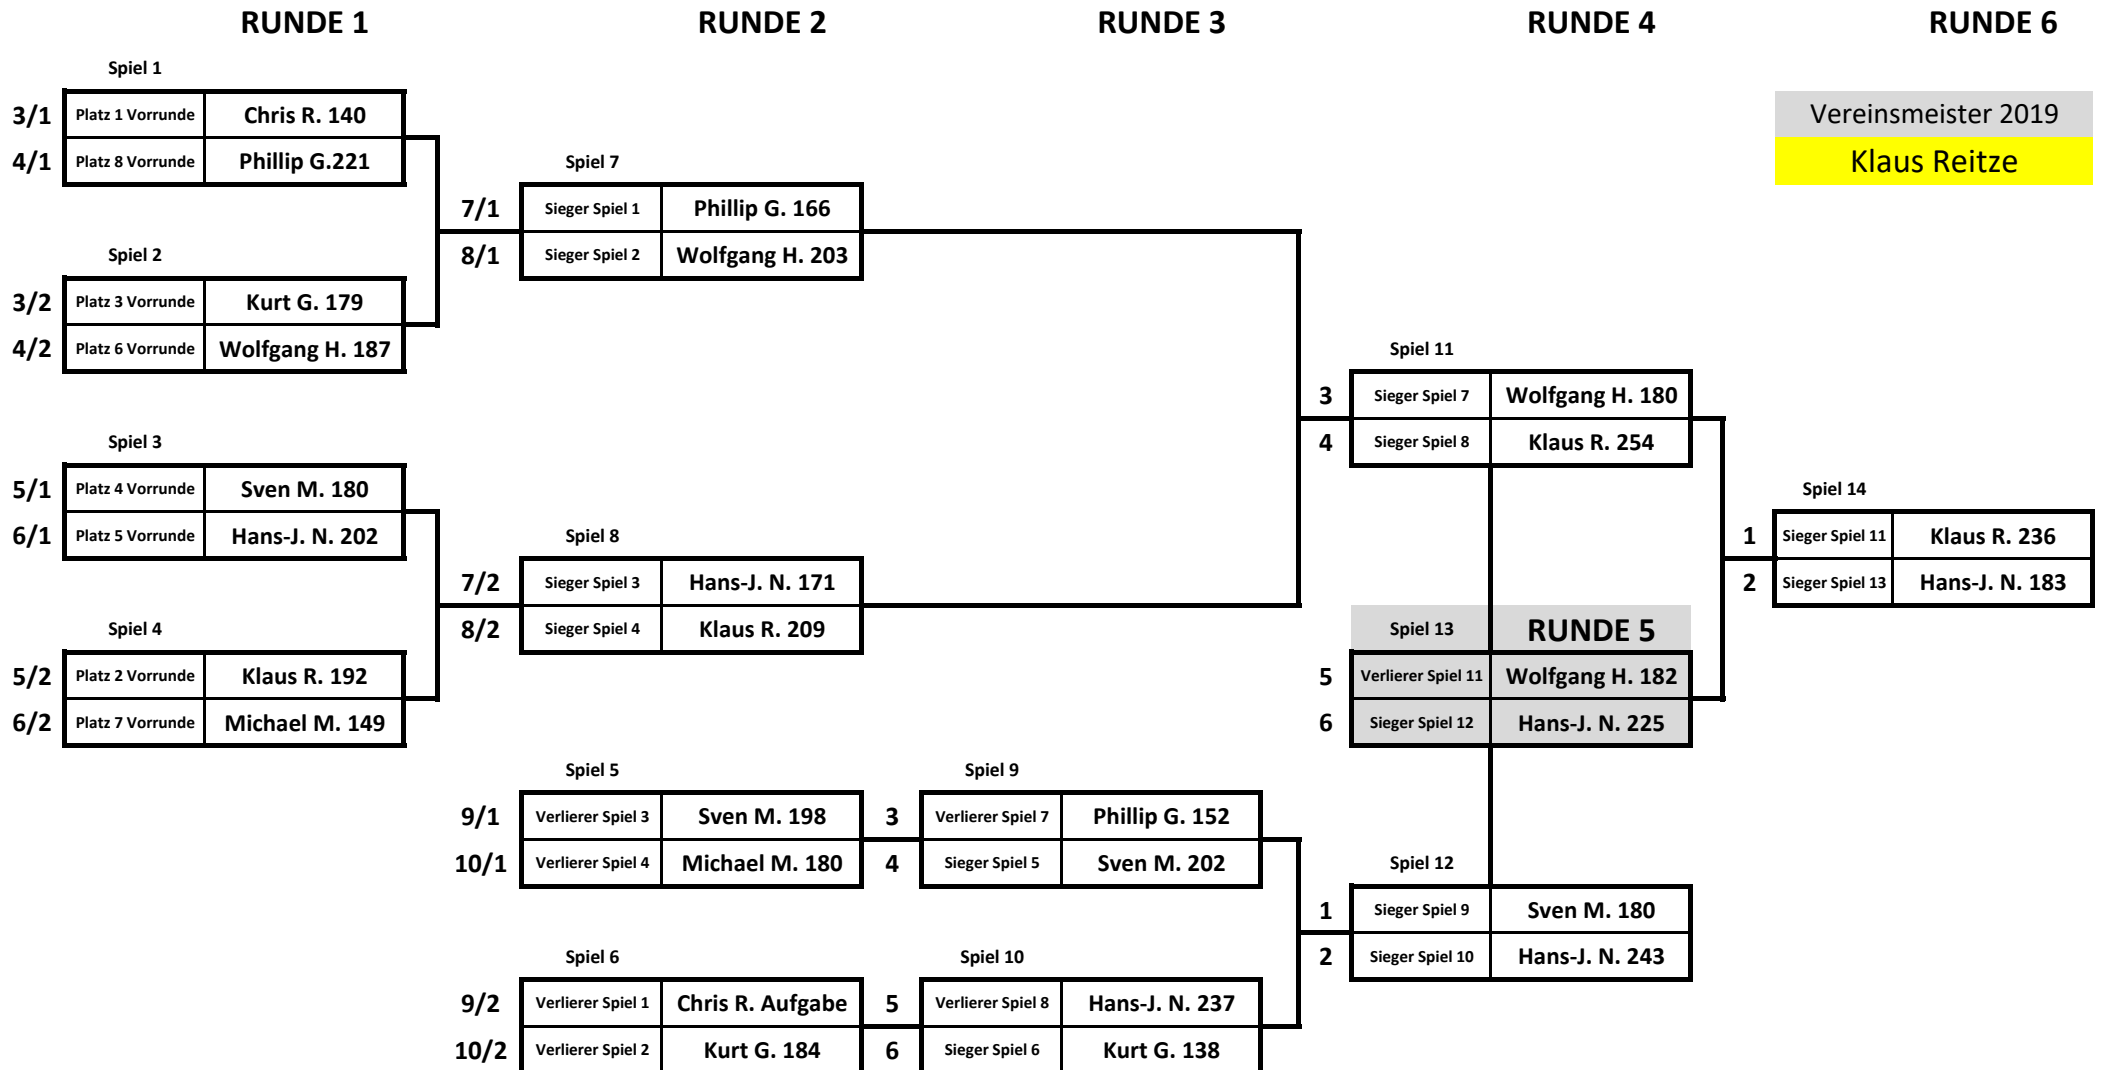 RUNDE 1 RUNDE 2 RUNDE 3 RUNDE 4 RUNDE 6
Spiel 1
3/1 Platz 1 Vorrunde Chris R. 140
4/1 Platz 8 Vorrunde Phillip G.221
Spiel 2
3/2 Platz 3 Vorrunde Kurt G. 179
4/2 Platz 6 Vorrunde Wolfgang H. 187
Spiel 3
5/1 Platz 4 Vorrunde Sven M. 180
6/1 Platz 5 Vorrunde Hans-J. N. 202
Spiel 4
5/2 Platz 2 Vorrunde Klaus R. 192
6/2 Platz 7 Vorrunde Michael M. 149
Spiel 7
7/1 Sieger Spiel 1 Phillip G. 166
8/1 Sieger Spiel 2 Wolfgang H. 203
Spiel 8
7/2 Sieger Spiel 3 Hans-J. N. 171
8/2 Sieger Spiel 4 Klaus R. 209
Spiel 5
9/1 Verlierer Spiel 3 Sven M. 198
10/1 Verlierer Spiel 4 Michael M. 180
Spiel 6
9/2 Verlierer Spiel 1 Chris R. Aufgabe
10/2 Verlierer Spiel 2 Kurt G. 184
Spiel 9
3 Verlierer Spiel 7 Phillip G. 152
4 Sieger Spiel 5 Sven M. 202
Spiel 10
5 Verlierer Spiel 8 Hans-J. N. 237
6 Sieger Spiel 6 Kurt G. 138
Spiel 11
3 Sieger Spiel 7 Wolfgang H. 180
4 Sieger Spiel 8 Klaus R. 254
Spiel 13 RUNDE 5
5 Verlierer Spiel 11 Wolfgang H. 182
6 Sieger Spiel 12 Hans-J. N. 225
Spiel 12
1 Sieger Spiel 9 Sven M. 180
2 Sieger Spiel 10 Hans-J. N. 243
Vereinsmeister 2019
Klaus Reitze
Spiel 14
1 Sieger Spiel 11 Klaus R. 236
2 Sieger Spiel 13 Hans-J. N. 183